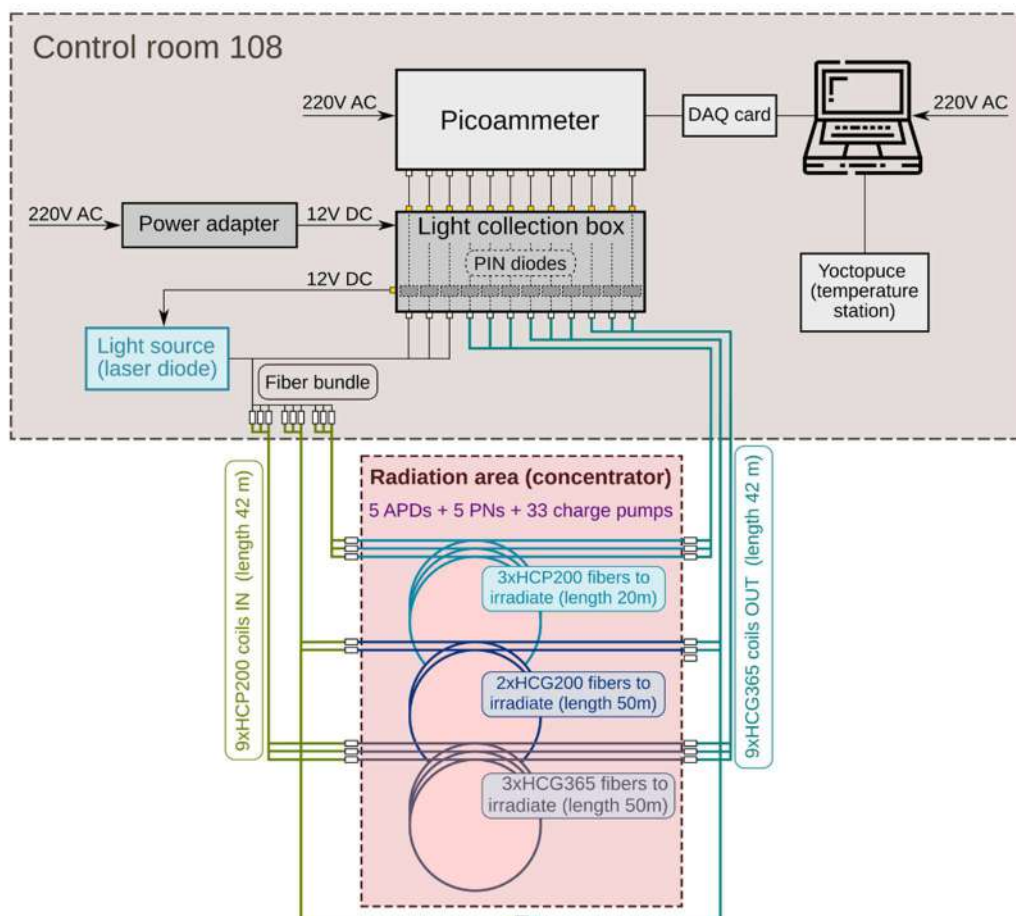 Control room 108
220V AC
Picoammeter
DAQ card
220V AC
220V AC
Power adapter
12V DC
Light collection box
PIN diodes
12V DC
Yoctopuce
(temperature
station)
Light source
(laser diode)
Fiber bundle
9xHCP200 coils IN (length 42 m)
Radiation area (concentrator)
5 APDs + 5 PNs + 33 charge pumps
3xHCP200 fibers to
irradiate (length 20m)
2xHCG200 fibers to
irradiate (length 50m)
3xHCG365 fibers to
irradiate (length 50m)
9xHCG365 coils OUT (length 42 m)